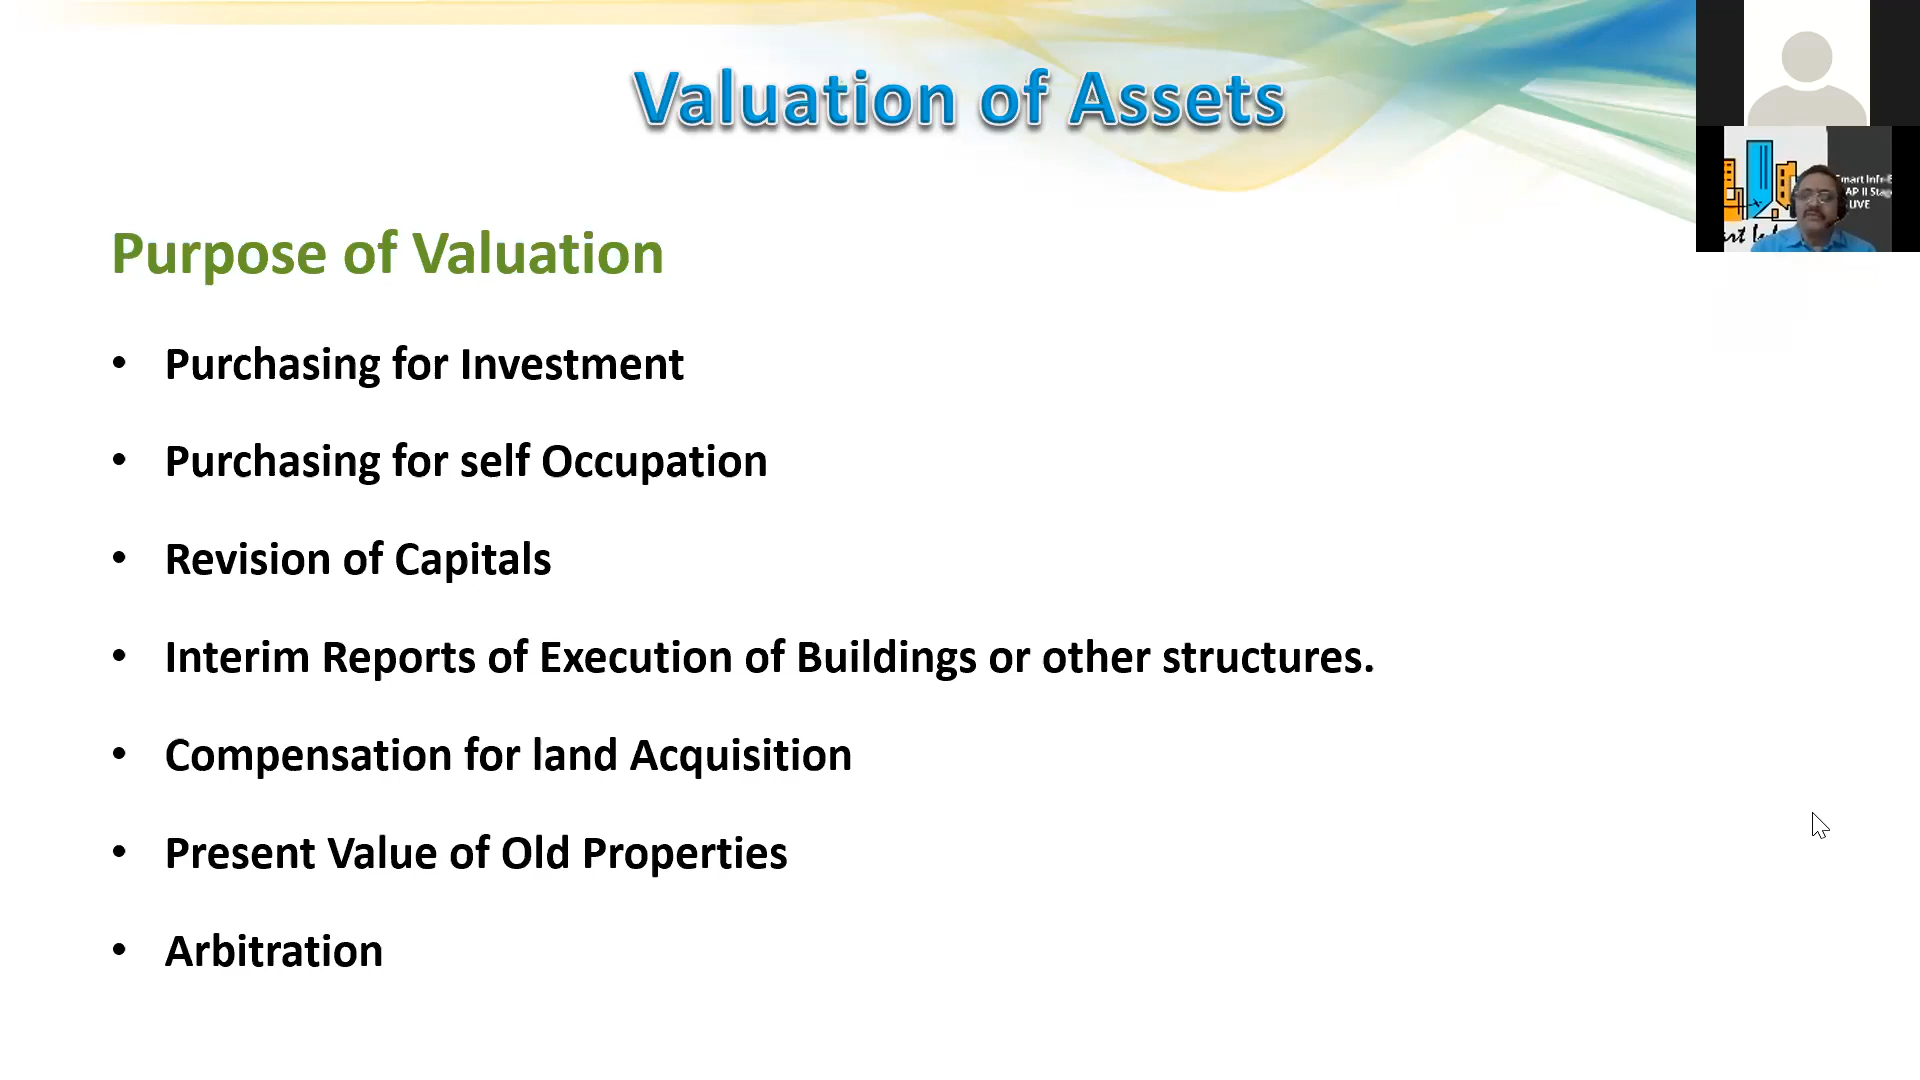 Valuation of Assets
Purpose of Valuation
• Purchasing for Investment
• Purchasing for self Occupation
• Revision of Capitals
• Interim Reports of Execution of Buildings or other structures.
• Compensation for land Acquisition
• Present Value of Old Properties
• Arbitration
LIVE